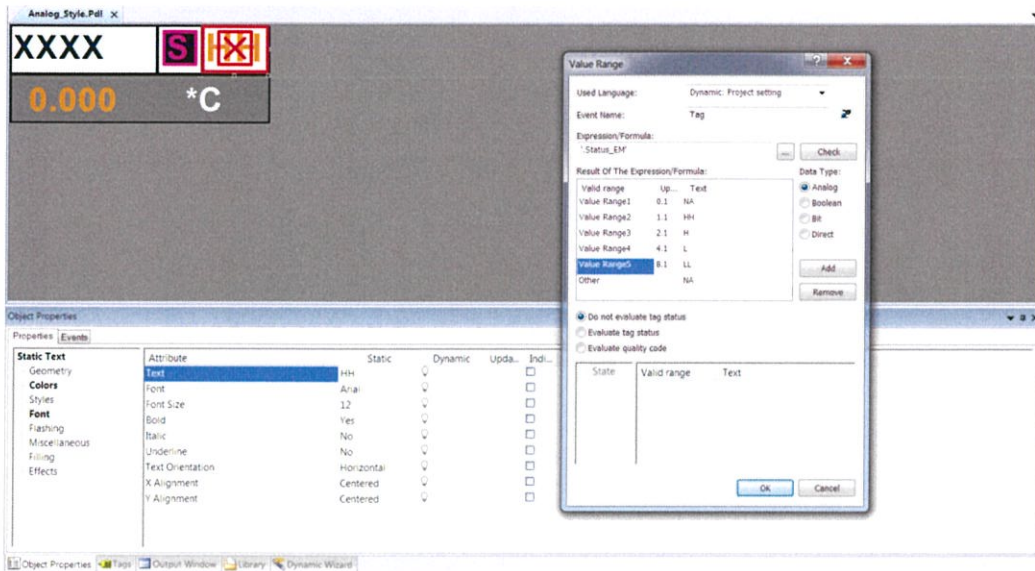 Analog_Style.Pdl x
XXXX S HH
0.000 *C
Value Range
Used Language: Dynamic: Project setting
Event Name: Tag
Expression/Formula:
'.Status_EM' ... Check
Result Of The Expression/Formula: Data Type:
Valid range Up... Text Analog
Value Range1 0.1 NA Boolean
Value Range2 1.1 HH Bit
Value Range3 2.1 H Direct
Value Range4 4.1 L
Value Range5 8.1 LL Add
Other NA Remove
Do not evaluate tag status
Evaluate tag status
Evaluate quality code
State Valid range Text
OK Cancel
Object Properties
Properties Events
Static Text
Geometry
Colors
Styles
Font
Flashing
Miscellaneous
Filling
Effects
Attribute Static Dynamic Upda... Indi...
Text HH
Font Arial
Font Size 12
Bold Yes
Italic No
Underline No
Text Orientation Horizontal
X Alignment Centered
Y Alignment Centered
Object Properties Tags Output Window Library Dynamic Wizard